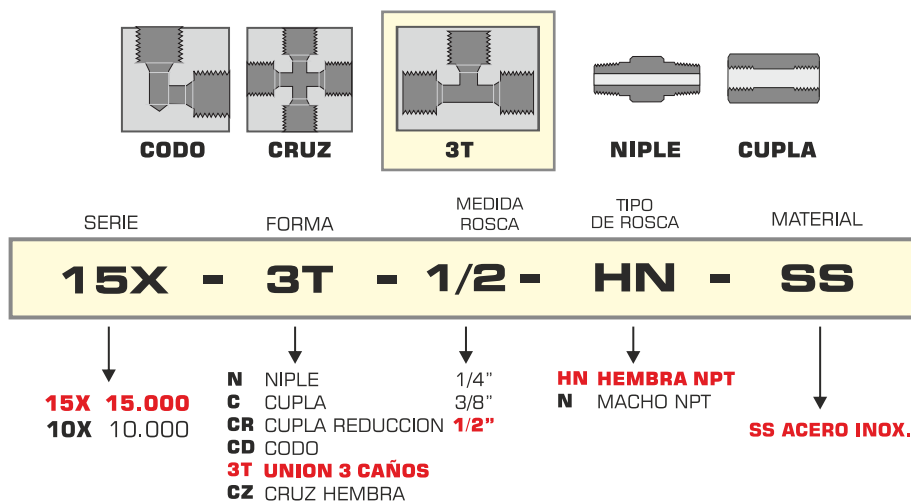 CODO CRUZ 3T NIPLE CUPLA
SERIE FORMA MEDIDA ROSCA TIPO DE ROSCA MATERIAL
15X - 3T - 1/2 - HN - SS
15X 15.000
10X 10.000
N NIPLE
C CUPLA
CR CUPLA REDUCCION
CD CODO
3T UNION 3 CAÑOS
CZ CRUZ HEMBRA
1/4”
3/8”
1/2”
HN HEMBRA NPT
N MACHO NPT
SS ACERO INOX.